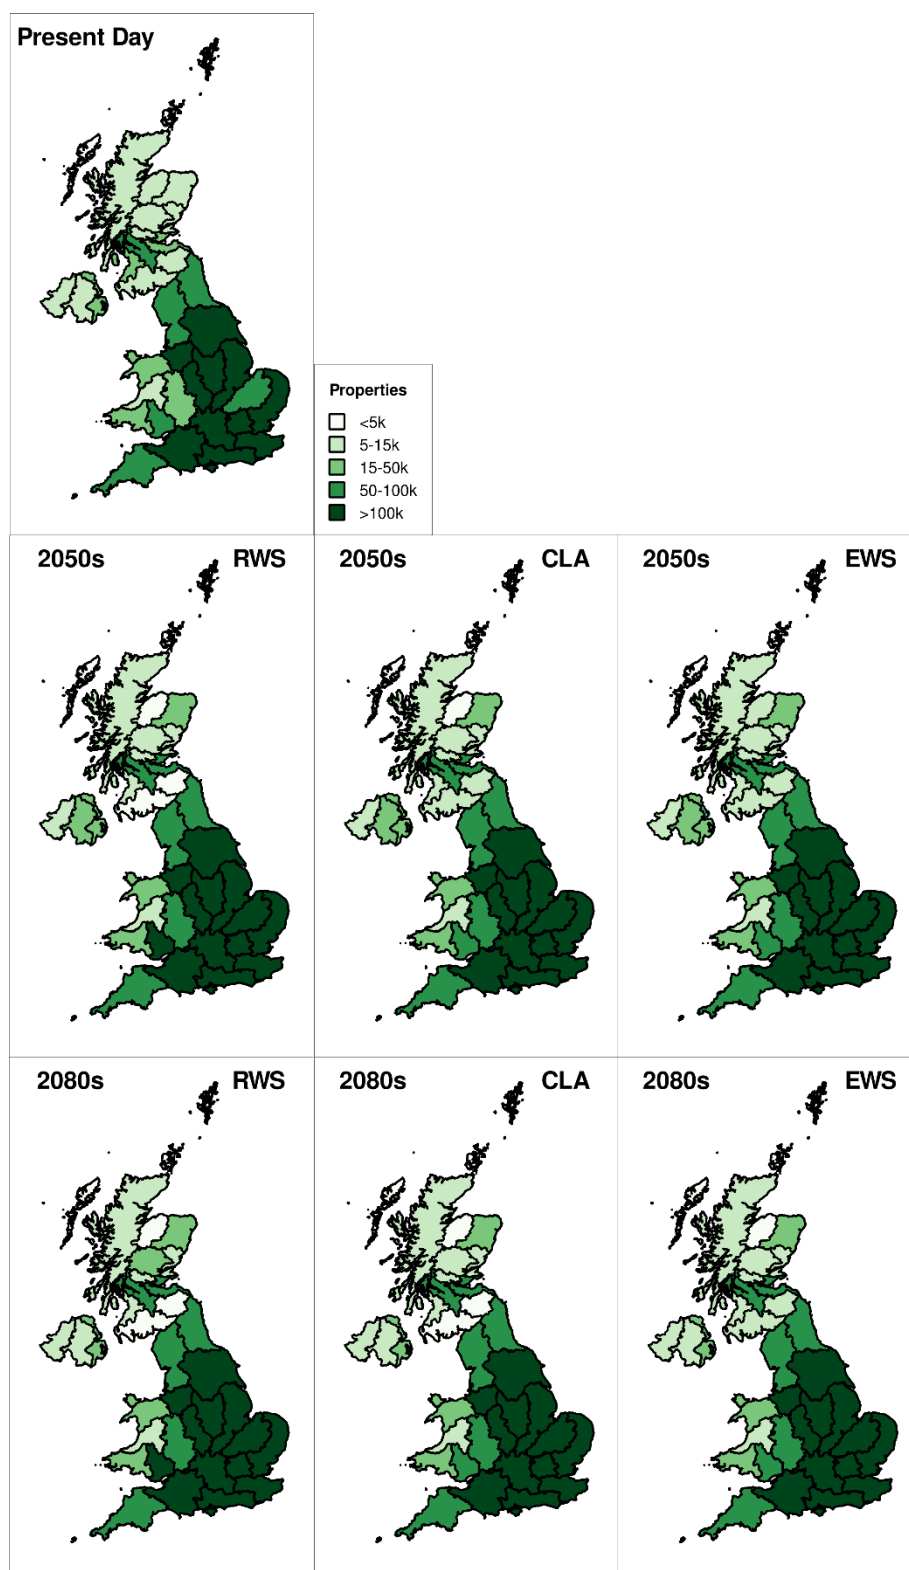 Present Day
Properties
<5k
5-15k
15-50k
50-100k
>100k
2050s RWS
2050s CLA
2050s EWS
2080s RWS
2080s CLA
2080s EWS